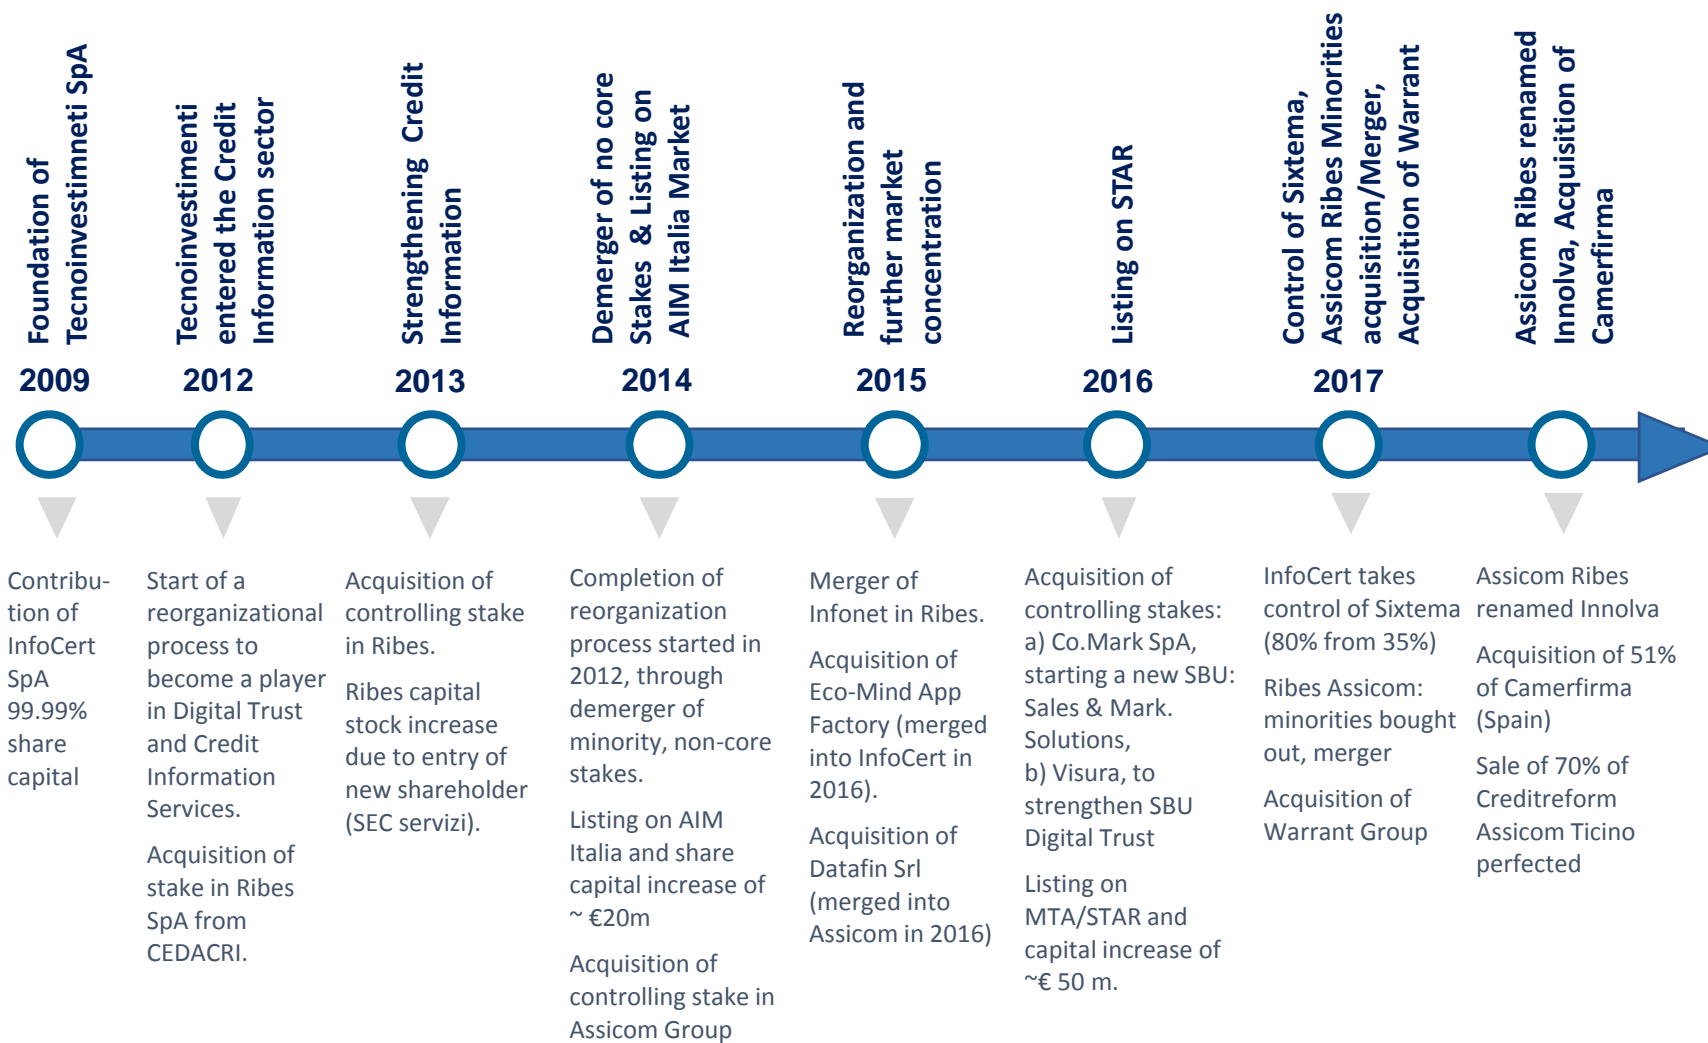 Foundation of
Tecnoinvestimneti SpA
2009
Contribu-
tion of
InfoCert
SpA
99.99%
share
capital
Tecnoinvestimenti
entered the Credit
Information sector
2012
Start of a
reorganizational
process to
become a player
in Digital Trust
and Credit
Information
Services.
Acquisition of
stake in Ribes
SpA from
CEDACRI.
Strengthening Credit
Information
2013
Acquisition of
controlling stake
in Ribes.
Ribes capital
stock increase
due to entry of
new shareholder
(SEC servizi).
Demerger of no core
Stakes & Listing on
AIM Italia Market
2014
Completion of
reorganization
process started in
2012, through
demerger of
minority, non-core
stakes.
Listing on AIM
Italia and share
capital increase of
~ €20m
Acquisition of
controlling stake in
Assicom Group
Reorganization and
further market
concentration
2015
Merger of
Infonet in Ribes.
Acquisition of
Eco-Mind App
Factory (merged
into InfoCert in
2016).
Acquisition of
Datafin Srl
(merged into
Assicom in 2016)
Listing on STAR
2016
Acquisition of
controlling stakes:
a) Co.Mark SpA,
starting a new SBU:
Sales & Mark.
Solutions,
b) Visura, to
strengthen SBU
Digital Trust
Listing on
MTA/STAR and
capital increase of
~€ 50 m.
Control of Sixtema,
Assicom Ribes Minorities
acquisition/Merger,
Acquisition of Warrant
2017
InfoCert takes
control of Sixtema
(80% from 35%)
Ribes Assicom:
minorities bought
out, merger
Acquisition of
Warrant Group
Assicom Ribes renamed
Innolva, Acquisition of
Camerfirma
Assicom Ribes
renamed Innolva
Acquisition of 51%
of Camerfirma
(Spain)
Sale of 70% of
Creditreform
Assicom Ticino
perfected